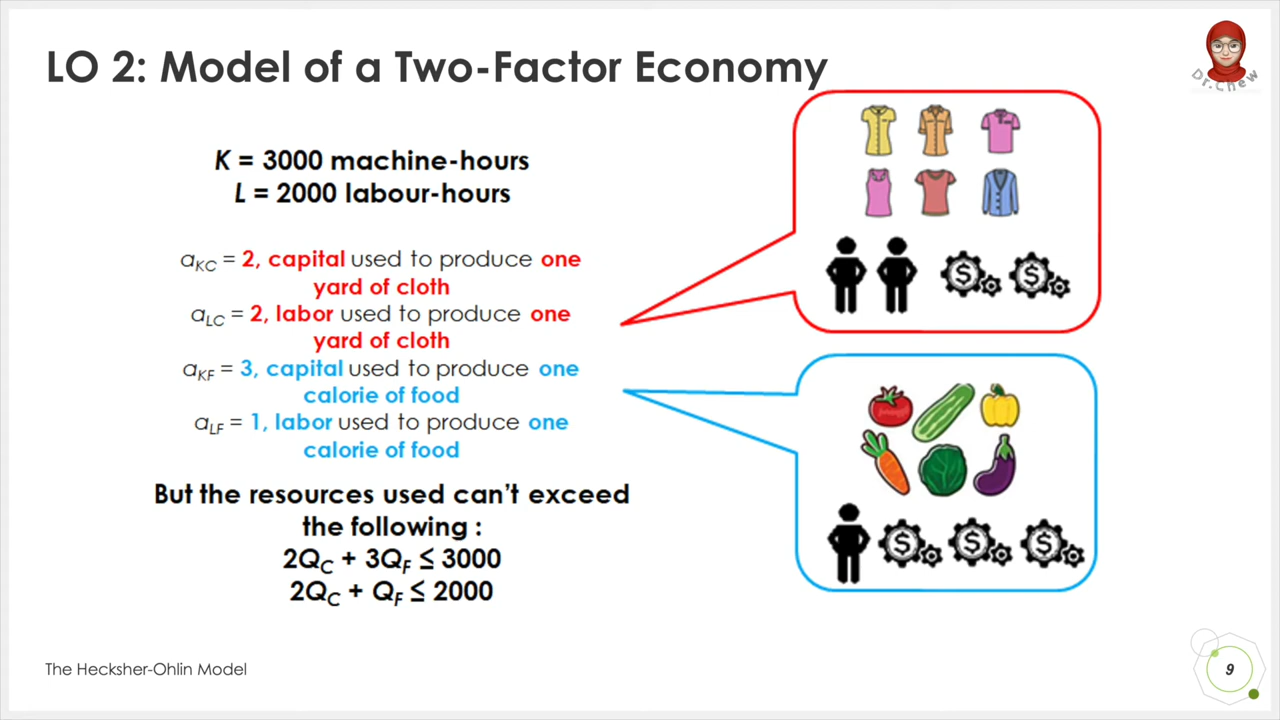 LO 2: Model of a Two-Factor Economy
Dr.Chew
K = 3000 machine-hours
L = 2000 labour-hours
aKC = 2, capital used to produce one
yard of cloth
aLC = 2, labor used to produce one
yard of cloth
aKF = 3, capital used to produce one
calorie of food
aLF = 1, labor used to produce one
calorie of food
But the resources used can't exceed
the following :
2QC + 3QF ≤ 3000
2QC + QF ≤ 2000
$ $
$ $ $
The Hecksher-Ohlin Model
9